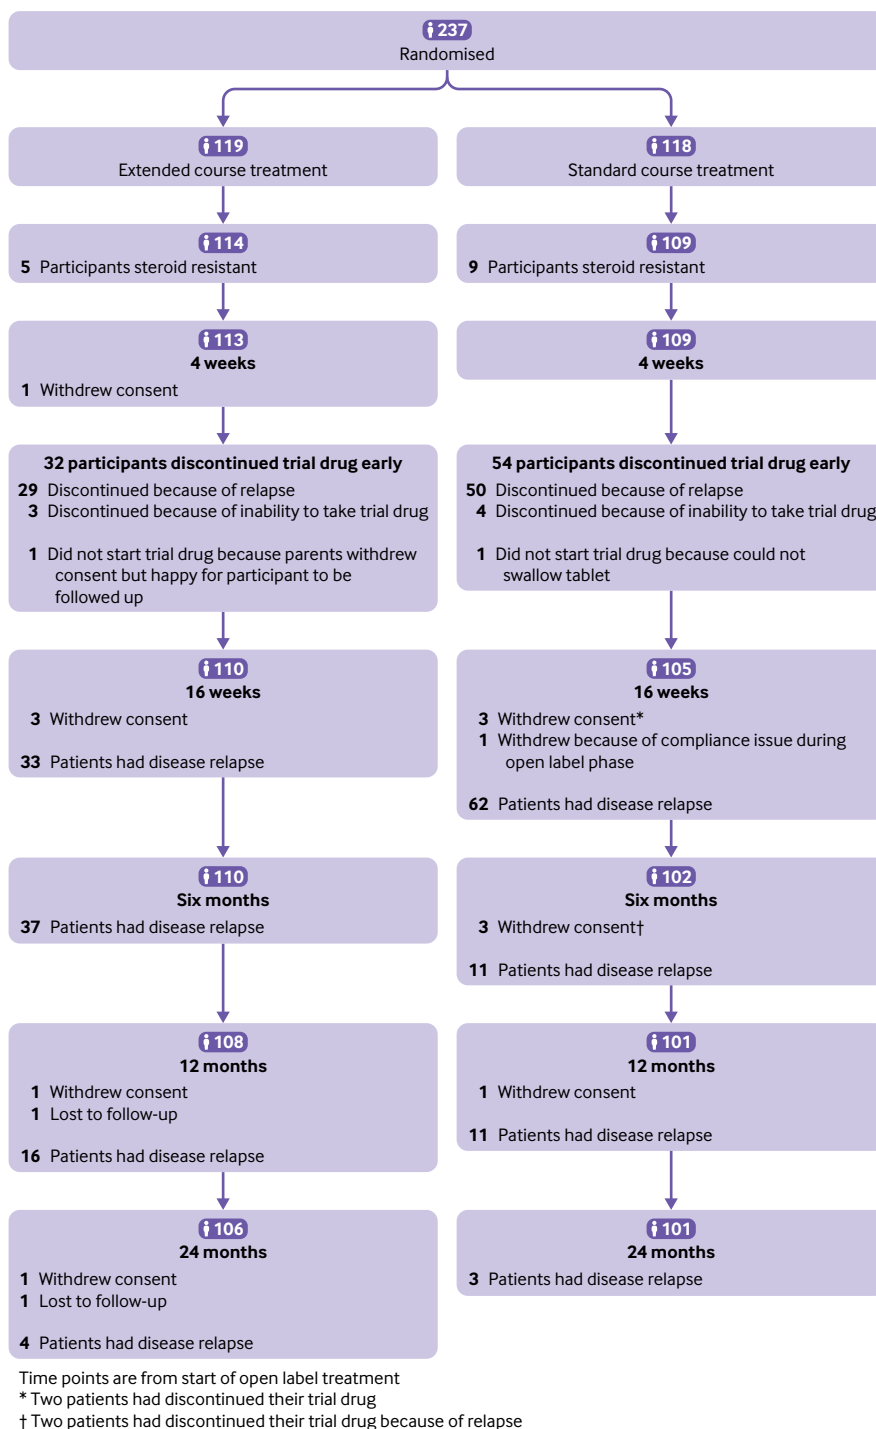 237
Randomised
119
Extended course treatment
118
Standard course treatment
114
5 Participants steroid resistant
109
9 Participants steroid resistant
113
4 weeks
1 Withdrew consent
109
4 weeks
32 participants discontinued trial drug early
29 Discontinued because of relapse
3 Discontinued because of inability to take trial drug
1 Did not start trial drug because parents withdrew
consent but happy for participant to be
followed up
54 participants discontinued trial drug early
50 Discontinued because of relapse
4 Discontinued because of inability to take trial drug
1 Did not start trial drug because could not
swallow tablet
110
16 weeks
3 Withdrew consent
33 Patients had disease relapse
105
16 weeks
3 Withdrew consent*
1 Withdrew because of compliance issue during
open label phase
62 Patients had disease relapse
110
Six months
37 Patients had disease relapse
102
Six months
3 Withdrew consent†
11 Patients had disease relapse
108
12 months
1 Withdrew consent
1 Lost to follow-up
16 Patients had disease relapse
101
12 months
1 Withdrew consent
11 Patients had disease relapse
106
24 months
1 Withdrew consent
1 Lost to follow-up
4 Patients had disease relapse
101
24 months
3 Patients had disease relapse
Time points are from start of open label treatment
* Two patients had discontinued their trial drug
† Two patients had discontinued their trial drug because of relapse